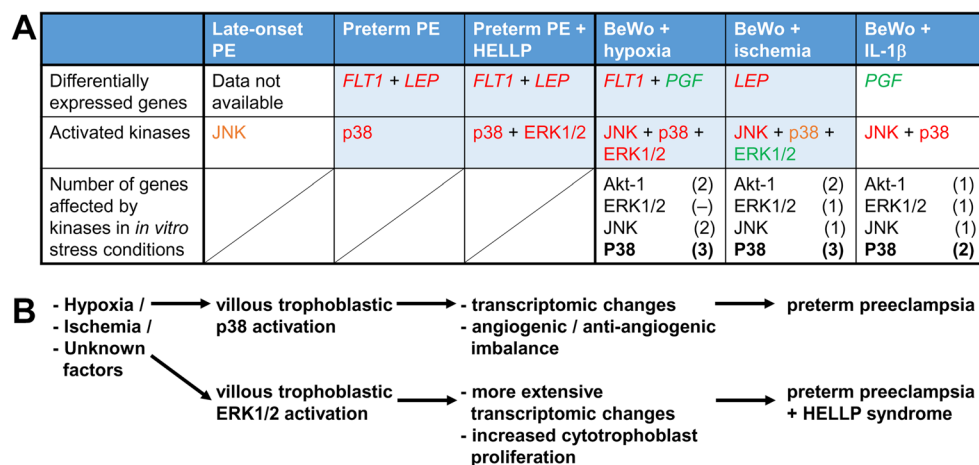 A
Late-onset PE
Preterm PE
Preterm PE + HELLP
BeWo + hypoxia
BeWo + ischemia
BeWo + IL-1β
Differentially expressed genes
Data not available
FLT1 + LEP
FLT1 + LEP
FLT1 + PGF
LEP
PGF
Activated kinases
JNK
p38
p38 + ERK1/2
JNK + p38 + ERK1/2
JNK + p38 + ERK1/2
JNK + p38
Number of genes affected by kinases in in vitro stress conditions
Akt-1 (2)
ERK1/2 (–)
JNK (2)
P38 (3)
Akt-1 (2)
ERK1/2 (1)
JNK (1)
P38 (3)
Akt-1 (1)
ERK1/2 (1)
JNK (1)
P38 (2)
B
- Hypoxia /
- Ischemia /
- Unknown
factors
villous trophoblastic
p38 activation
- transcriptomic changes
- angiogenic / anti-angiogenic
imbalance
preterm preeclampsia
villous trophoblastic
ERK1/2 activation
- more extensive
transcriptomic changes
- increased cytotrophoblast
proliferation
preterm preeclampsia
+ HELLP syndrome